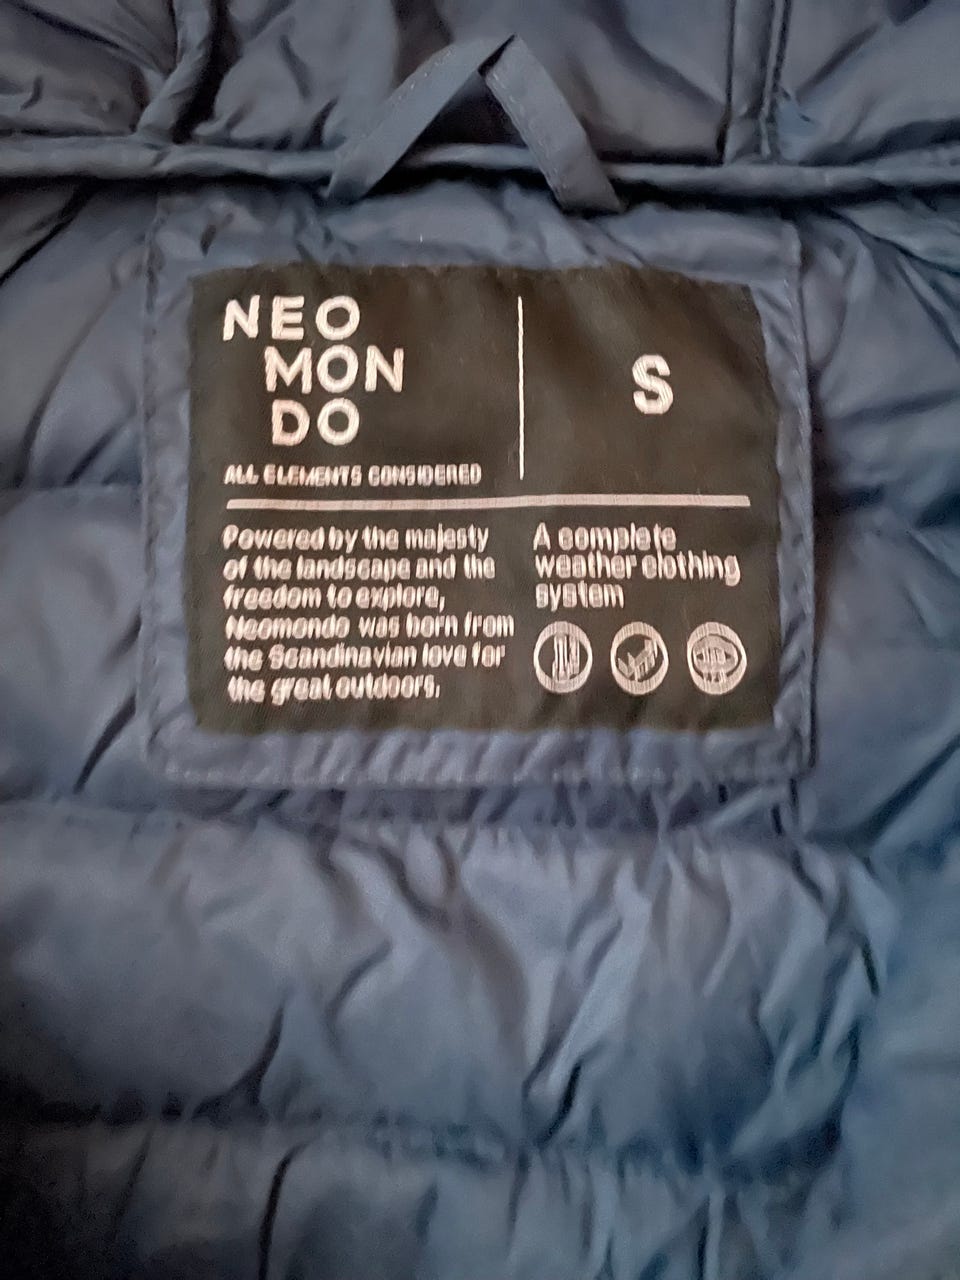 NEO
MON
DO
ALL ELEMENTS CONSIDERED
S
Powered by the majesty
of the landscape and the
freedom to explore,
Neomondo was born from
the Scandinavian love for
the great outdoors.
A complete
weather clothing
system